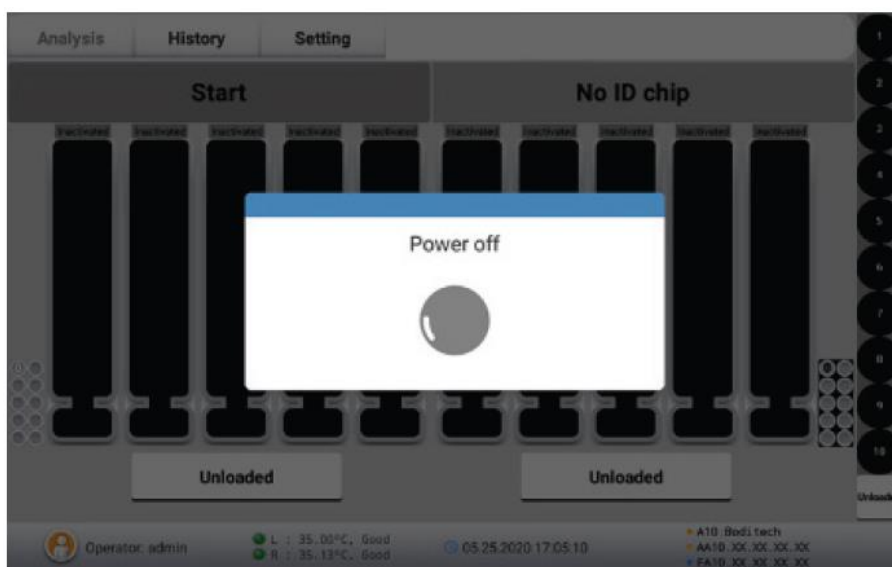 Analysis History Setting
Start No ID chip
Inactivated Inactivated Inactivated Inactivated Inactivated Inactivated Inactivated Inactivated Inactivated Inactivated
Power off
Unloaded Unloaded
Operator: admin
L : 35.00°C, Good
R : 35.13°C, Good
05.25.2020 17:05:10
A10.Boditech
AA10.XX.XX.XX.XX
FA10.XX.XX.XX.XX
1
2
3
4
5
6
7
8
9
10